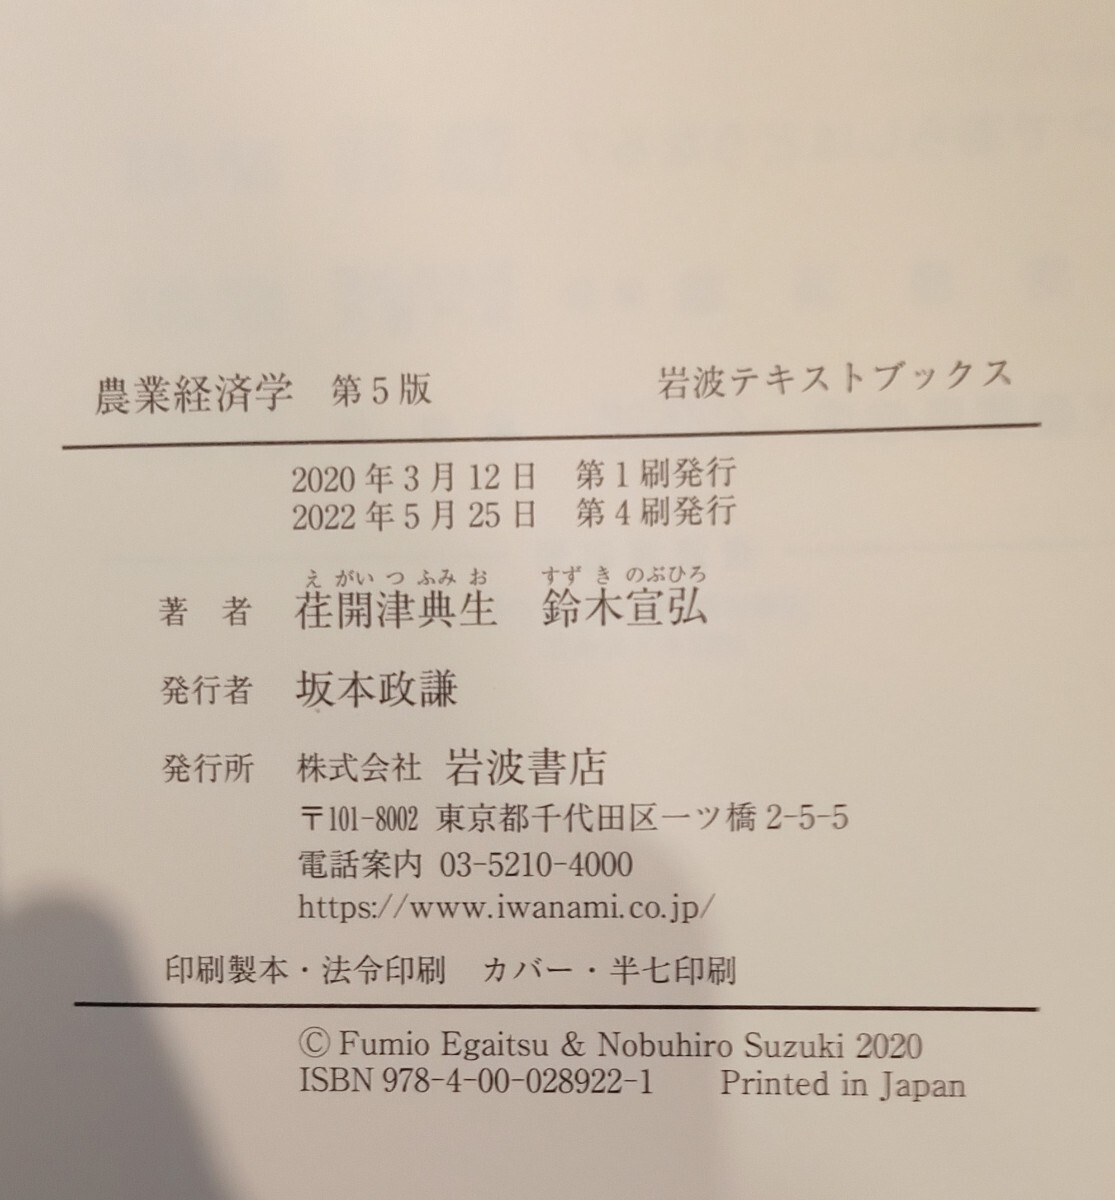 農業経済学 第5版 岩波テキストブックス
2020年3月12日 第1刷発行
2022年5月25日 第4刷発行
えがいつふみお すずきのぶひろ
著者 荏開津典生 鈴木宣弘
発行者 坂本政謙
発行所 株式会社 岩波書店
〒101-8002 東京都千代田区一ツ橋2-5-5
電話案内 03-5210-4000
https://www.iwanami.co.jp/
印刷製本・法令印刷 カバー・半七印刷
© Fumio Egaitsu & Nobuhiro Suzuki 2020
ISBN 978-4-00-028922-1 Printed in Japan